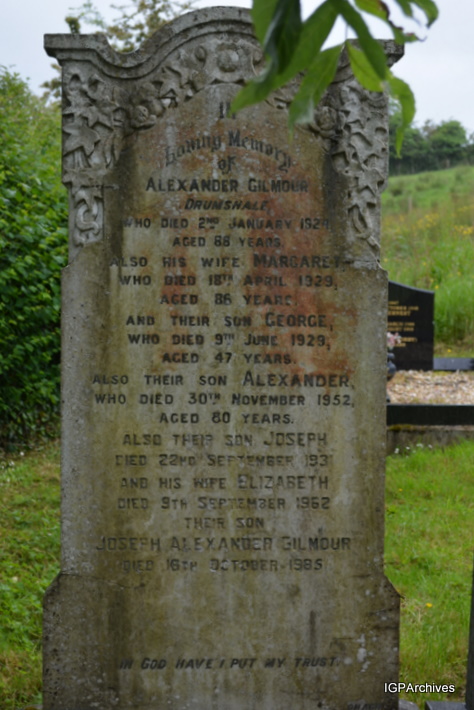 In
Loving Memory
of
ALEXANDER GILMOUR
DRUMSHALE,
WHO DIED 2ND JANUARY 1924
AGED 88 YEARS.
ALSO HIS WIFE MARGARET
WHO DIED 18TH APRIL 1929,
AGED 86 YEARS.
AND THEIR SON GEORGE,
WHO DIED 9TH JUNE 1929,
AGED 47 YEARS.
ALSO THEIR SON ALEXANDER,
WHO DIED 30TH NOVEMBER 1952,
AGED 80 YEARS.
ALSO THEIR SON JOSEPH
DIED 22ND SEPTEMBER
AND HIS WIFE ELIZABETH
DIED 9TH SEPTEMBER 1962
THEIR SON
JOSEPH ALEXANDER GILMOUR
DIED 16TH OCTOBER 1985
IN GOD HAVE I PUT MY TRUST.
IGPArchives